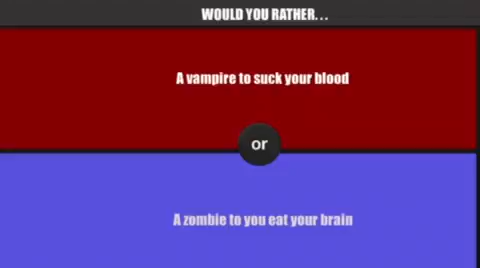 WOULD YOU RATHER. . .
A vampire to suck your blood
or
A zombie to you eat your brain